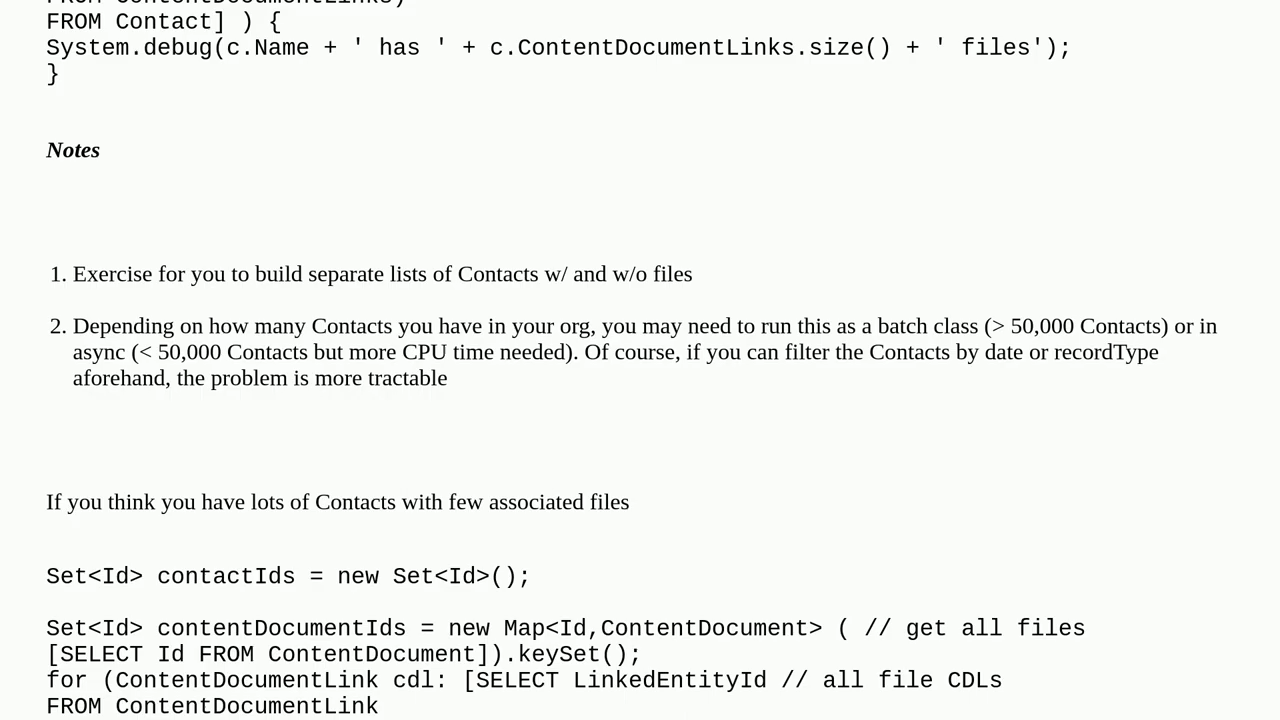 FROM ContentDocumentLinks)
FROM Contact] ) {
System.debug(c.Name + ' has ' + c.ContentDocumentLinks.size() + ' files');
}
Notes
1. Exercise for you to build separate lists of Contacts w/ and w/o files
2. Depending on how many Contacts you have in your org, you may need to run this as a batch class (> 50,000 Contacts) or in
async (< 50,000 Contacts but more CPU time needed). Of course, if you can filter the Contacts by date or recordType
aforehand, the problem is more tractable
If you think you have lots of Contacts with few associated files
Set<Id> contactIds = new Set<Id>();
Set<Id> contentDocumentIds = new Map<Id,ContentDocument> ( // get all files
[SELECT Id FROM ContentDocument]).keySet();
for (ContentDocumentLink cdl: [SELECT LinkedEntityId // all file CDLs
FROM ContentDocumentLink